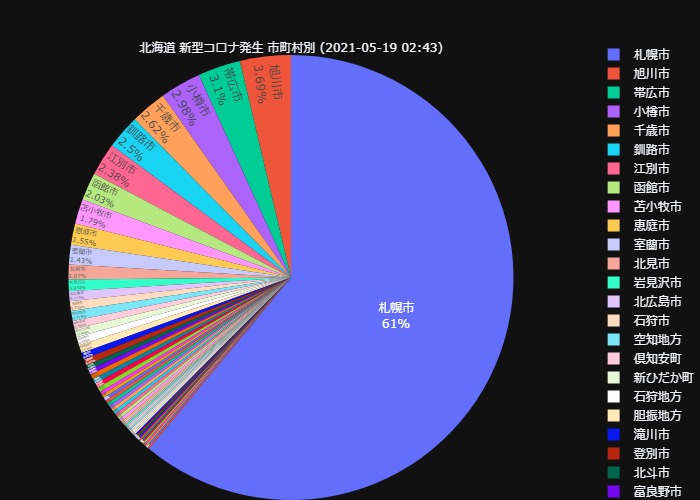 北海道 新型コロナ発生 市町村別 (2021-05-19 02:43)
札幌市
61%
旭川市
3.69%
帯広市
3.1%
小樽市
2.98%
千歳市
2.62%
釧路市
2.5%
江別市
2.38%
函館市
2.03%
苫小牧市
1.79%
恵庭市
1.55%
室蘭市
1.43%
北見市
1.07%
札幌市
旭川市
帯広市
小樽市
千歳市
釧路市
江別市
函館市
苫小牧市
恵庭市
室蘭市
北見市
岩見沢市
北広島市
石狩市
空知地方
倶知安町
新ひだか町
石狩地方
胆振地方
滝川市
登別市
北斗市
富良野市